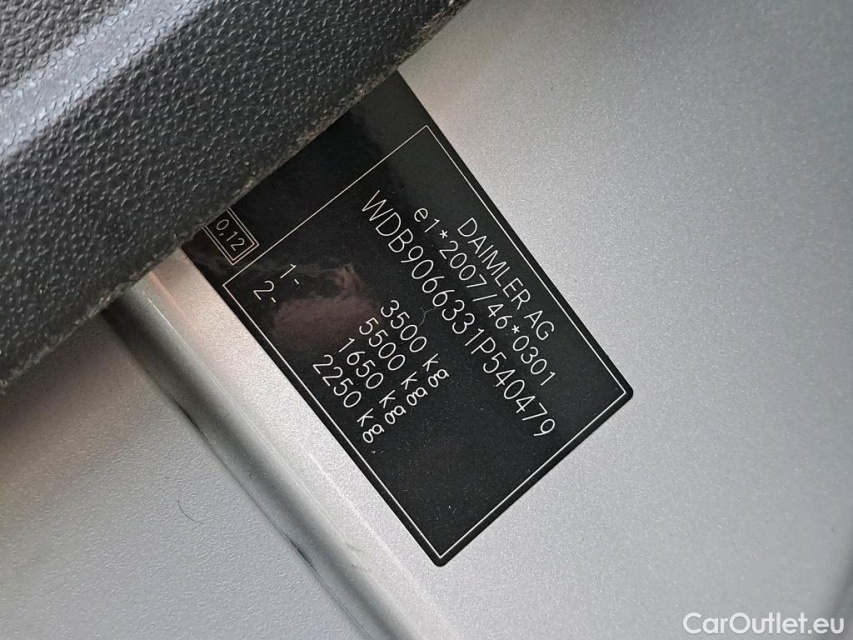 DAIMLER AG
e1*2007/46*0301
WDB9066331P540479
3500 kg
5500 kg
1- 1650 kg
2- 2250 kg
0,12
CarOutlet.eu